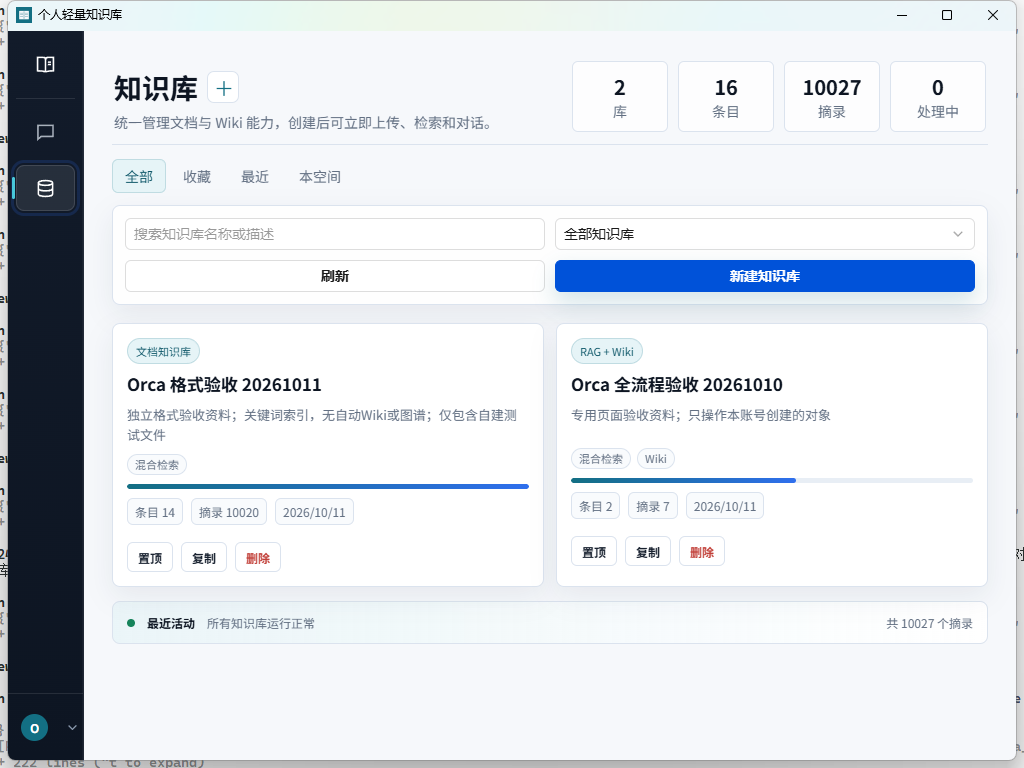 个人轻量知识库
知识库
统一管理文档与 Wiki 能力，创建后可立即上传、检索和对话。
2
库
16
条目
10027
摘录
0
处理中
全部 收藏 最近 本空间
搜索知识库名称或描述
全部知识库
刷新
新建知识库
文档知识库
Orca 格式验收 20261011
独立格式验收资料；关键词索引，无自动Wiki或图谱；仅包含自建测
试文件
混合检索
条目 14 摘录 10020 2026/10/11
置顶 复制 删除
RAG + Wiki
Orca 全流程验收 20261010
专用页面验收资料；只操作本账号创建的对象
混合检索 Wiki
条目 2 摘录 7 2026/10/11
置顶 复制 删除
最近活动 所有知识库运行正常
共 10027 个摘录
O
222 lines (^t to expand)